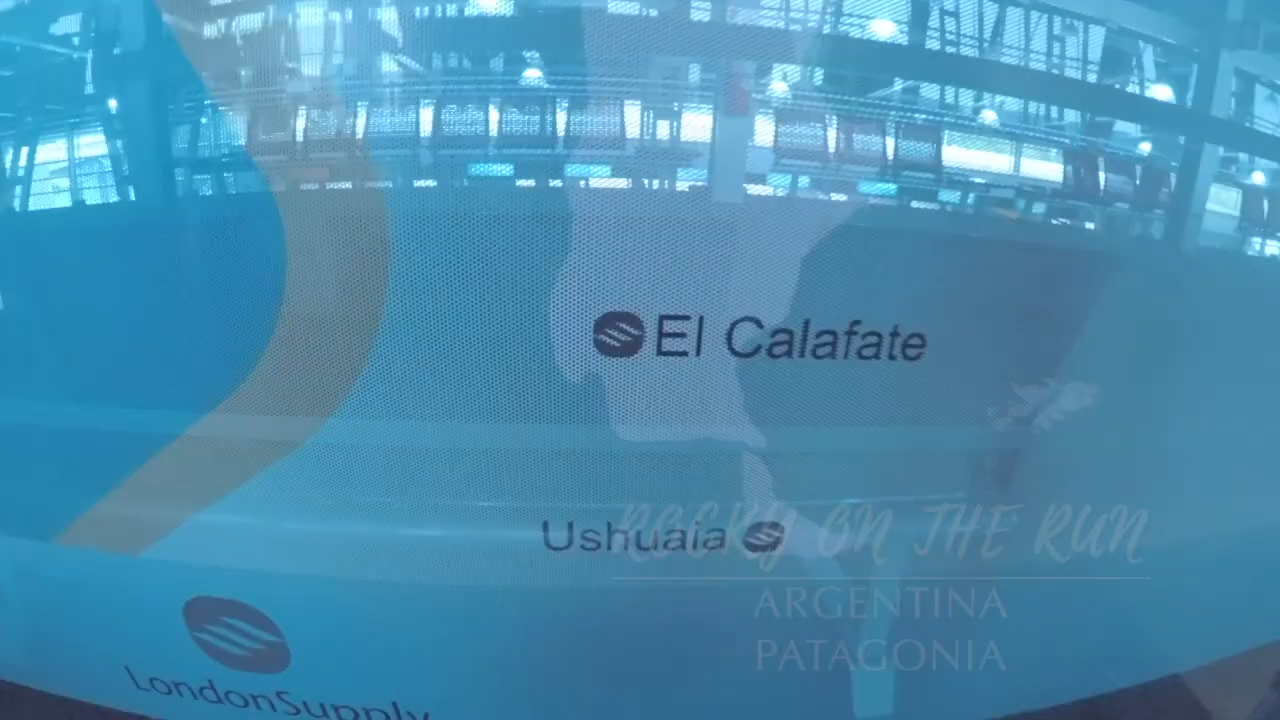 El Calafate
Ushuaia
ROCKY ON THE RUN
ARGENTINA
PATAGONIA
LondonSupply